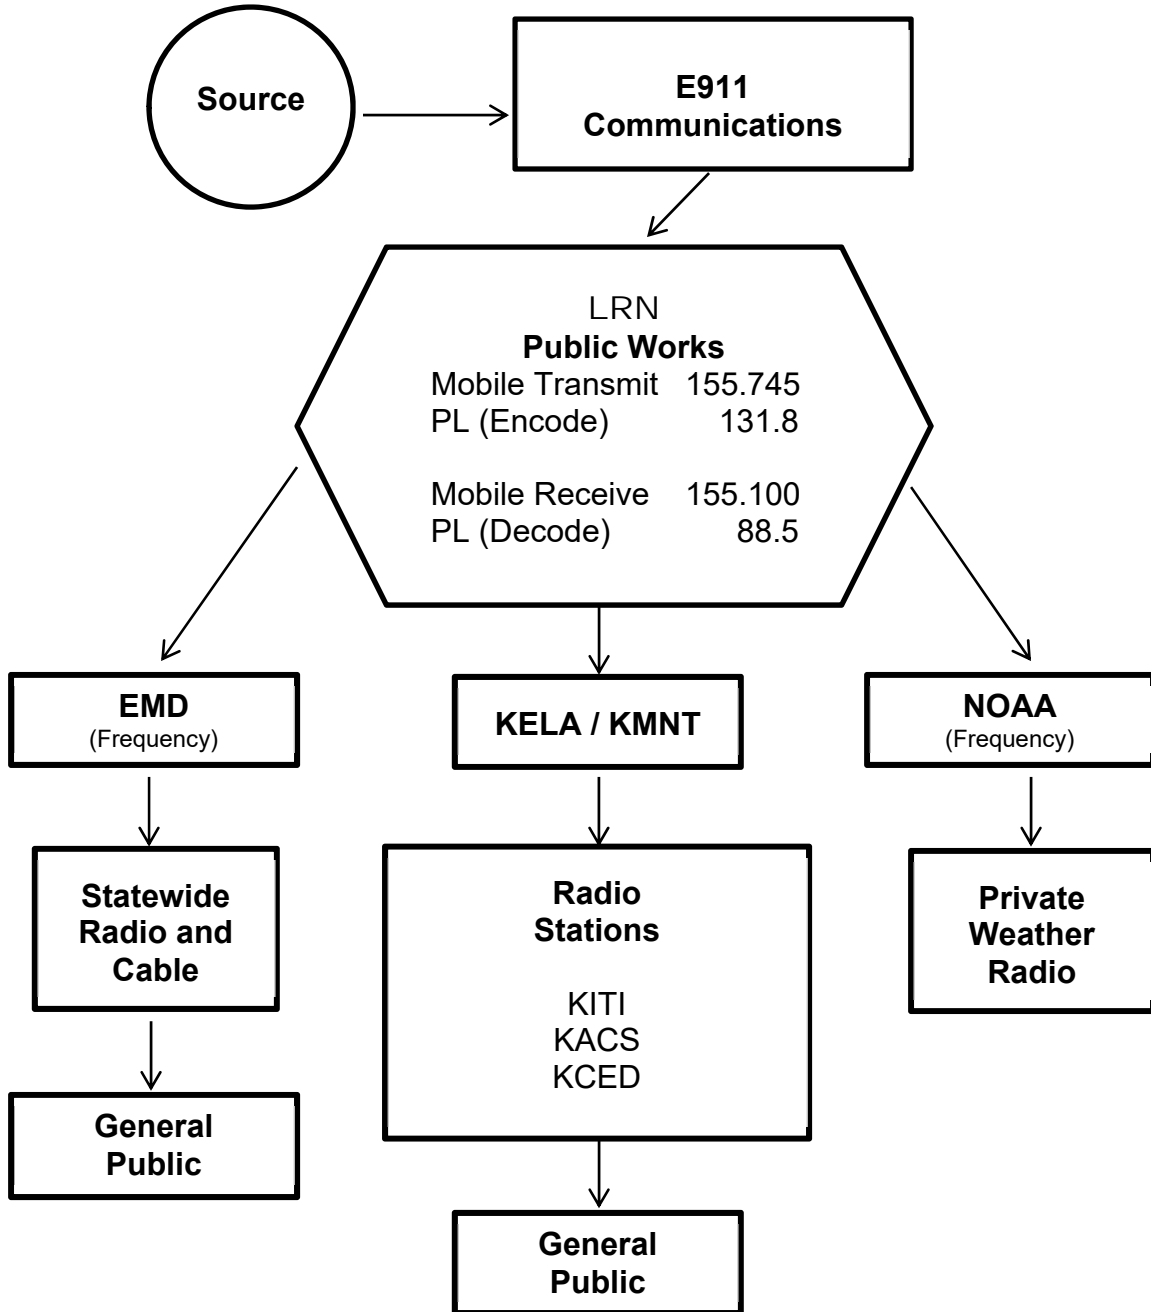 Source
E911
Communications
LRN
Public Works
Mobile Transmit 155.745
PL (Encode) 131.8
Mobile Receive 155.100
PL (Decode) 88.5
EMD
(Frequency)
KELA / KMNT
NOAA
(Frequency)
Statewide
Radio and
Cable
Radio
Stations
KITI
KACS
KCED
Private
Weather
Radio
General
Public
General
Public